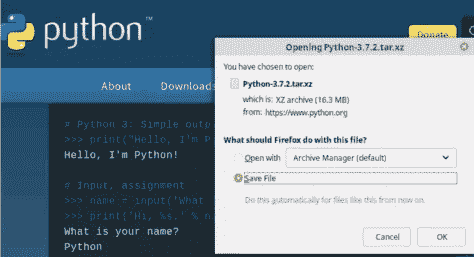 python™
Donate
About
Downloads
# Python 3: Simple outp
>>> print("Hello, I'm P
Hello, I'm Python!
# Input, assignment
>>> name = input('What
>>> print('Hi, %s.' % n
What is your name?
Python
Opening Python-3.7.2.tar.xz
You have chosen to open:
Python-3.7.2.tar.xz
which is: XZ archive (16.3 MB)
from: https://www.python.org
What should Firefox do with this file?
Open with Archive Manager (default)
Save File
Do this automatically for files like this from now on.
Cancel OK